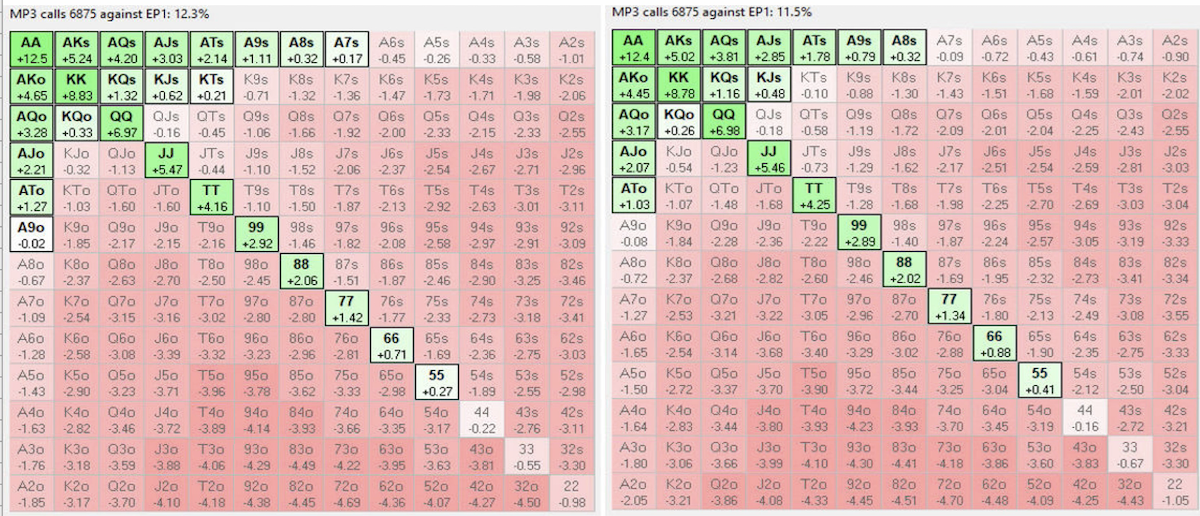 MP3 calls 6875 against EP1: 12.3%
AA AKs AQs AJs ATs A9s A8s A7s A6s A5s A4s A3s A2s
+12.5 +5.24 +4.20 +3.03 +2.14 +1.11 +0.32 +0.17 -0.45 -0.26 -0.33 -0.58 -1.01
AKo KK KQs KJs KTs K9s K8s K7s K6s K5s K4s K3s K2s
+4.65 +8.83 +1.32 +0.62 +0.21 -0.71 -1.32 -1.36 -1.47 -1.73 -1.71 -1.98 -2.06
AQo KQo QQ QJs QTs Q9s Q8s Q7s Q6s Q5s Q4s Q3s Q2s
+3.28 +0.33 +6.97 -0.16 -0.45 -1.06 -1.66 -1.92 -2.00 -2.33 -2.15 -2.33 -2.55
AJo KJo QJo JJ JTs J9s J8s J7s J6s J5s J4s J3s J2s
+2.21 -0.32 -1.13 +5.47 -0.44 -1.10 -1.52 -2.06 -2.37 -2.54 -2.67 -2.71 -2.96
ATo KTo QTo JTo TT T9s T8s T7s T6s T5s T4s T3s T2s
+1.27 -1.03 -1.60 -1.60 +4.16 -1.10 -1.50 -1.87 -2.13 -2.92 -2.63 -3.01 -3.11
A9o K9o Q9o J9o T9o 99 98s 97s 96s 95s 94s 93s 92s
-0.02 -1.85 -2.17 -2.15 -2.16 +2.92 -1.46 -1.82 -2.08 -2.58 -2.97 -2.91 -3.09
A8o K8o Q8o J8o T8o 98o 88 87s 86s 85s 84s 83s 82s
-0.67 -2.37 -2.63 -2.70 -2.50 -2.45 +2.06 -1.51 -1.87 -2.46 -2.90 -3.25 -3.46
A7o K7o Q7o J7o T7o 97o 87o 77 76s 75s 74s 73s 72s
-1.09 -2.54 -3.15 -3.16 -3.02 -2.80 -2.80 +1.42 -1.77 -2.33 -2.73 -3.18 -3.41
A6o K6o Q6o J6o T6o 96o 86o 76o 66 65s 64s 63s 62s
-1.28 -2.58 -3.08 -3.39 -3.32 -3.23 -2.96 -2.81 +0.71 -1.69 -2.36 -2.75 -3.03
A5o K5o Q5o J5o T5o 95o 85o 75o 65o 55 54s 53s 52s
-1.43 -2.90 -3.23 -3.71 -3.96 -3.78 -3.62 -3.33 -2.98 +0.27 -1.89 -2.55 -2.98
A4o K4o Q4o J4o T4o 94o 84o 74o 64o 54o 44 43s 42s
-1.63 -2.82 -3.46 -3.72 -3.89 -4.14 -3.93 -3.66 -3.35 -3.17 -0.22 -2.76 -3.11
A3o K3o Q3o J3o T3o 93o 83o 73o 63o 53o 43o 33 32s
-1.76 -3.18 -3.59 -3.88 -4.06 -4.29 -4.49 -4.22 -3.95 -3.63 -3.81 -0.55 -3.30
A2o K2o Q2o J2o T2o 92o 82o 72o 62o 52o 42o 32o 22
-1.85 -3.17 -3.70 -4.10 -4.18 -4.38 -4.45 -4.69 -4.36 -4.07 -4.27 -4.50 -0.98
MP3 calls 6875 against EP1: 11.5%
AA AKs AQs AJs ATs A9s A8s A7s A6s A5s A4s A3s A2s
+12.4 +5.02 +3.81 +2.85 +1.78 +0.79 +0.32 -0.09 -0.72 -0.43 -0.61 -0.74 -0.90
AKo KK KQs KJs KTs K9s K8s K7s K6s K5s K4s K3s K2s
+4.45 +8.78 +1.16 +0.48 -0.10 -0.88 -1.30 -1.43 -1.51 -1.68 -1.59 -2.01 -2.02
AQo KQo QQ QJs QTs Q9s Q8s Q7s Q6s Q5s Q4s Q3s Q2s
+3.17 +0.26 +6.98 -0.18 -0.58 -1.19 -1.72 -2.09 -2.01 -2.04 -2.25 -2.43 -2.55
AJo KJo QJo JJ JTs J9s J8s J7s J6s J5s J4s J3s J2s
+2.07 -0.54 -1.23 +5.46 -0.73 -1.29 -1.62 -2.17 -2.51 -2.54 -2.59 -2.81 -3.03
ATo KTo QTo JTo TT T9s T8s T7s T6s T5s T4s T3s T2s
+1.03 -1.07 -1.48 -1.68 +4.25 -1.28 -1.68 -1.98 -2.25 -2.70 -2.69 -3.03 -3.04
A9o K9o Q9o J9o T9o 99 98s 97s 96s 95s 94s 93s 92s
-0.08 -1.84 -2.28 -2.36 -2.22 +2.89 -1.40 -1.87 -2.24 -2.57 -3.05 -3.19 -3.33
A8o K8o Q8o J8o T8o 98o 88 87s 86s 85s 84s 83s 82s
-0.72 -2.37 -2.68 -2.82 -2.60 -2.46 +2.02 -1.69 -1.95 -2.32 -2.73 -3.41 -3.34
A7o K7o Q7o J7o T7o 97o 87o 77 76s 75s 74s 73s 72s
-1.27 -2.53 -3.21 -3.22 -3.05 -2.96 -2.70 +1.34 -1.80 -2.13 -2.49 -3.08 -3.55
A6o K6o Q6o J6o T6o 96o 86o 76o 66 65s 64s 63s 62s
-1.65 -2.54 -3.14 -3.68 -3.40 -3.29 -3.02 -2.88 +0.88 -1.90 -2.35 -2.75 -3.33
A5o K5o Q5o J5o T5o 95o 85o 75o 65o 55 54s 53s 52s
-1.50 -2.72 -3.37 -3.70 -3.90 -3.72 -3.44 -3.25 -3.04 +0.41 -2.12 -2.50 -3.04
A4o K4o Q4o J4o T4o 94o 84o 74o 64o 54o 44 43s 42s
-1.64 -2.83 -3.44 -3.80 -3.93 -4.23 -3.93 -3.70 -3.45 -3.19 -0.16 -2.72 -3.21
A3o K3o Q3o J3o T3o 93o 83o 73o 63o 53o 43o 33 32s
-1.80 -3.06 -3.66 -3.99 -4.10 -4.30 -4.41 -4.18 -3.86 -3.60 -3.83 -0.67 -3.30
A2o K2o Q2o J2o T2o 92o 82o 72o 62o 52o 42o 32o 22
-2.05 -3.21 -3.86 -4.08 -4.33 -4.45 -4.51 -4.70 -4.48 -4.09 -4.25 -4.43 -1.05